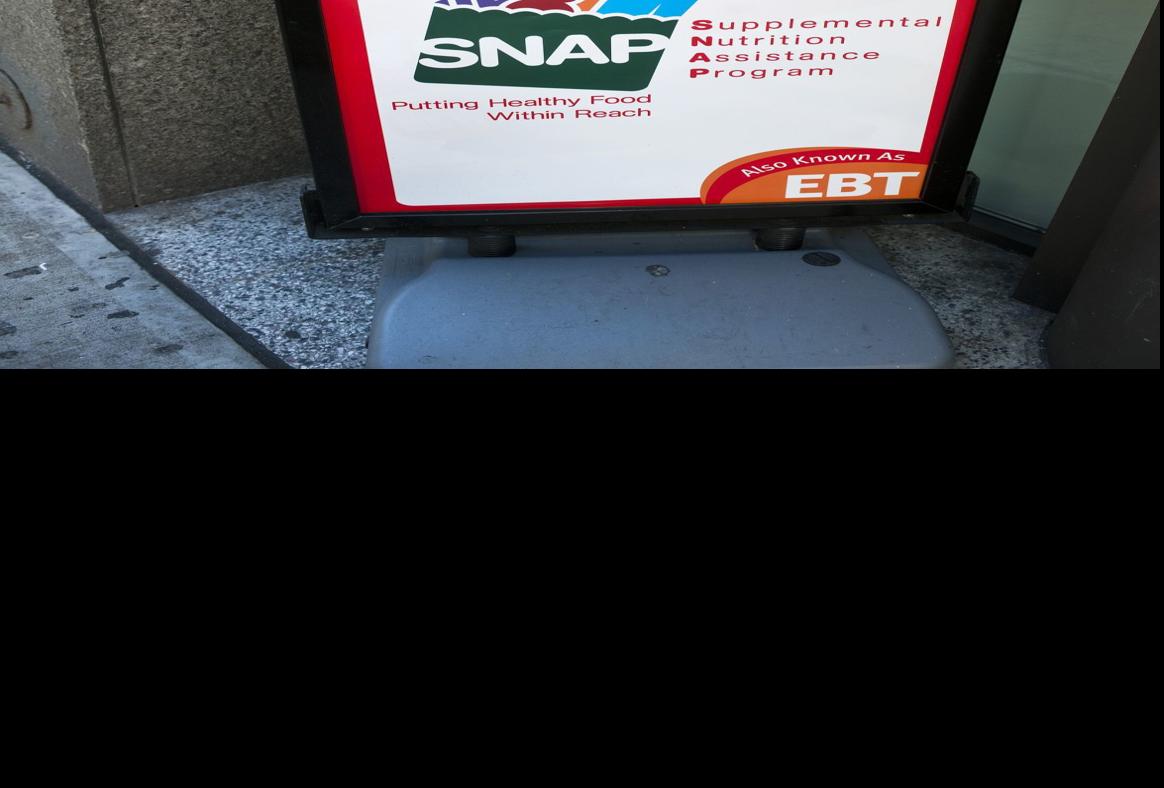 SNAP
Supplemental
Nutrition
Assistance
Program
Putting Healthy Food
Within Reach
Also Known As
EBT